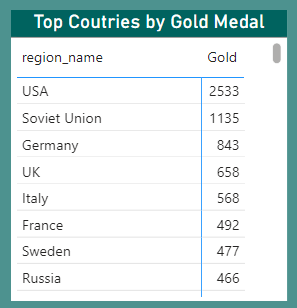 Top Coutries by Gold Medal
region_name Gold
USA 2533
Soviet Union 1135
Germany 843
UK 658
Italy 568
France 492
Sweden 477
Russia 466